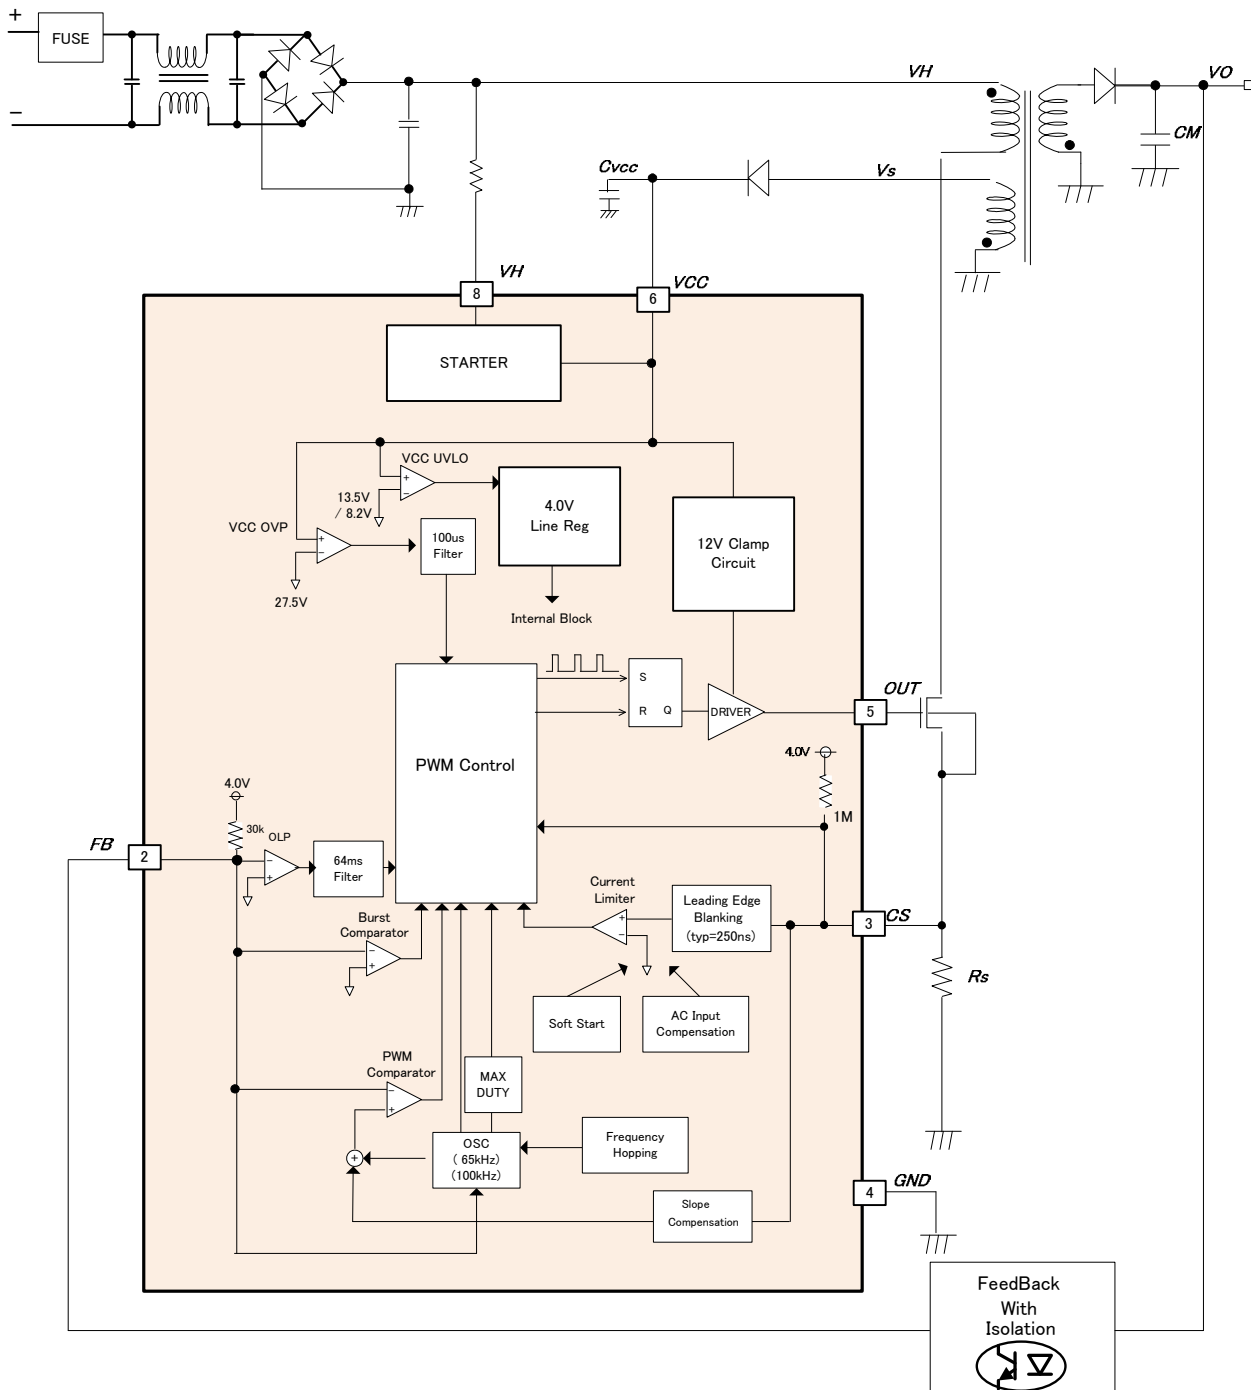 +
FUSE
−
VH
VO
CM
Cvcc
Vs
VH
8
VCC
6
STARTER
VCC UVLO
+
−
13.5V
/ 8.2V
4.0V
Line Reg
VCC OVP
+
−
27.5V
100us
Filter
12V Clamp
Circuit
Internal Block
S
R Q
DRIVER
OUT
5
PWM Control
4.0V
1M
4.0V
30k
OLP
−
+
FB
2
64ms
Filter
Burst
Comparator
−
+
Current
Limiter
+
−
Leading Edge
Blanking
(typ=250ns)
CS
3
Rs
Soft Start
AC Input
Compensation
PWM
Comparator
−
+
MAX
DUTY
+
OSC
( 65kHz)
(100kHz)
Frequency
Hopping
Slope
Compensation
GND
4
FeedBack
With
Isolation